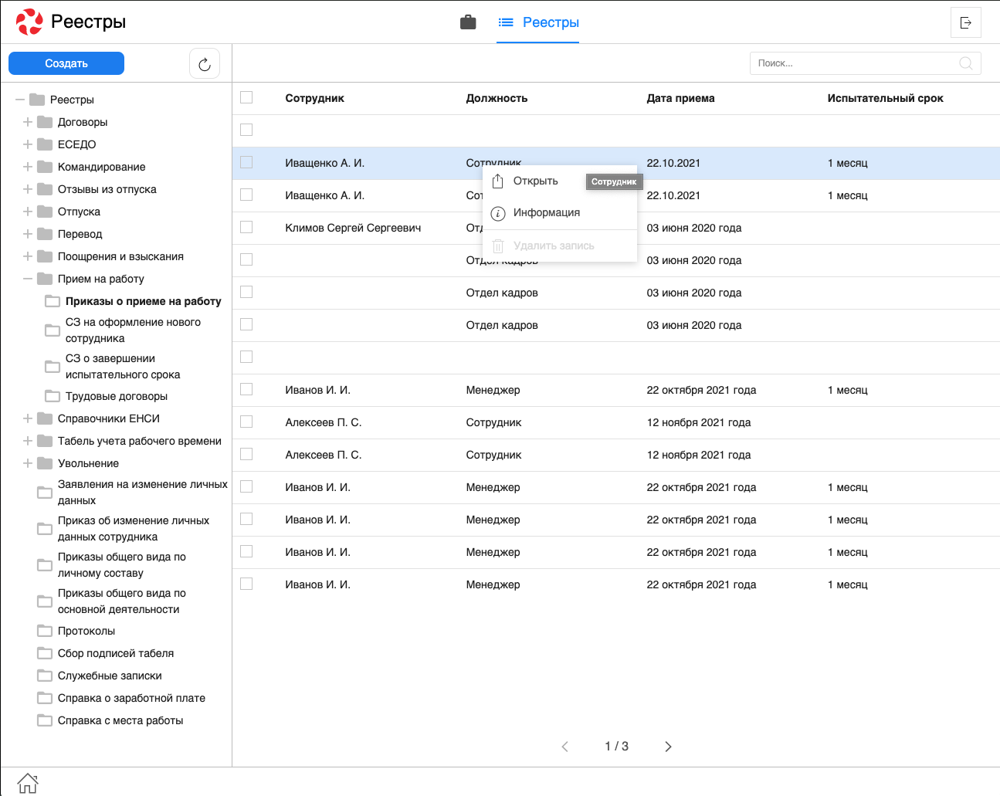 Реестры
Реестры
Создать
Поиск...
Реестры
Договоры
ЕСЕДО
Командирование
Отзывы из отпуска
Отпуска
Перевод
Поощрения и взыскания
Прием на работу
Приказы о приеме на работу
СЗ на оформление нового
сотрудника
СЗ о завершении
испытательного срока
Трудовые договоры
Справочники ЕНСИ
Табель учета рабочего времени
Увольнение
Заявления на изменение личных
данных
Приказ об изменение личных
данных сотрудника
Приказы общего вида по
личному составу
Приказы общего вида по
основной деятельности
Протоколы
Сбор подписей табеля
Служебные записки
Справка о заработной плате
Справка с места работы
Сотрудник Должность Дата приема Испытательный срок
Иващенко А. И. Сотрудник 22.10.2021 1 месяц
Открыть Сотрудник
Иващенко А. И. Сот 22.10.2021 1 месяц
Информация
Климов Сергей Сергеевич Отд 03 июня 2020 года
Удалить запись
Отдел кадров 03 июня 2020 года
Отдел кадров 03 июня 2020 года
Отдел кадров 03 июня 2020 года
Иванов И. И. Менеджер 22 октября 2021 года 1 месяц
Алексеев П. С. Сотрудник 12 ноября 2021 года
Алексеев П. С. Сотрудник 12 ноября 2021 года
Иванов И. И. Менеджер 22 октября 2021 года 1 месяц
Иванов И. И. Менеджер 22 октября 2021 года 1 месяц
Иванов И. И. Менеджер 22 октября 2021 года 1 месяц
Иванов И. И. Менеджер 22 октября 2021 года 1 месяц
1 / 3